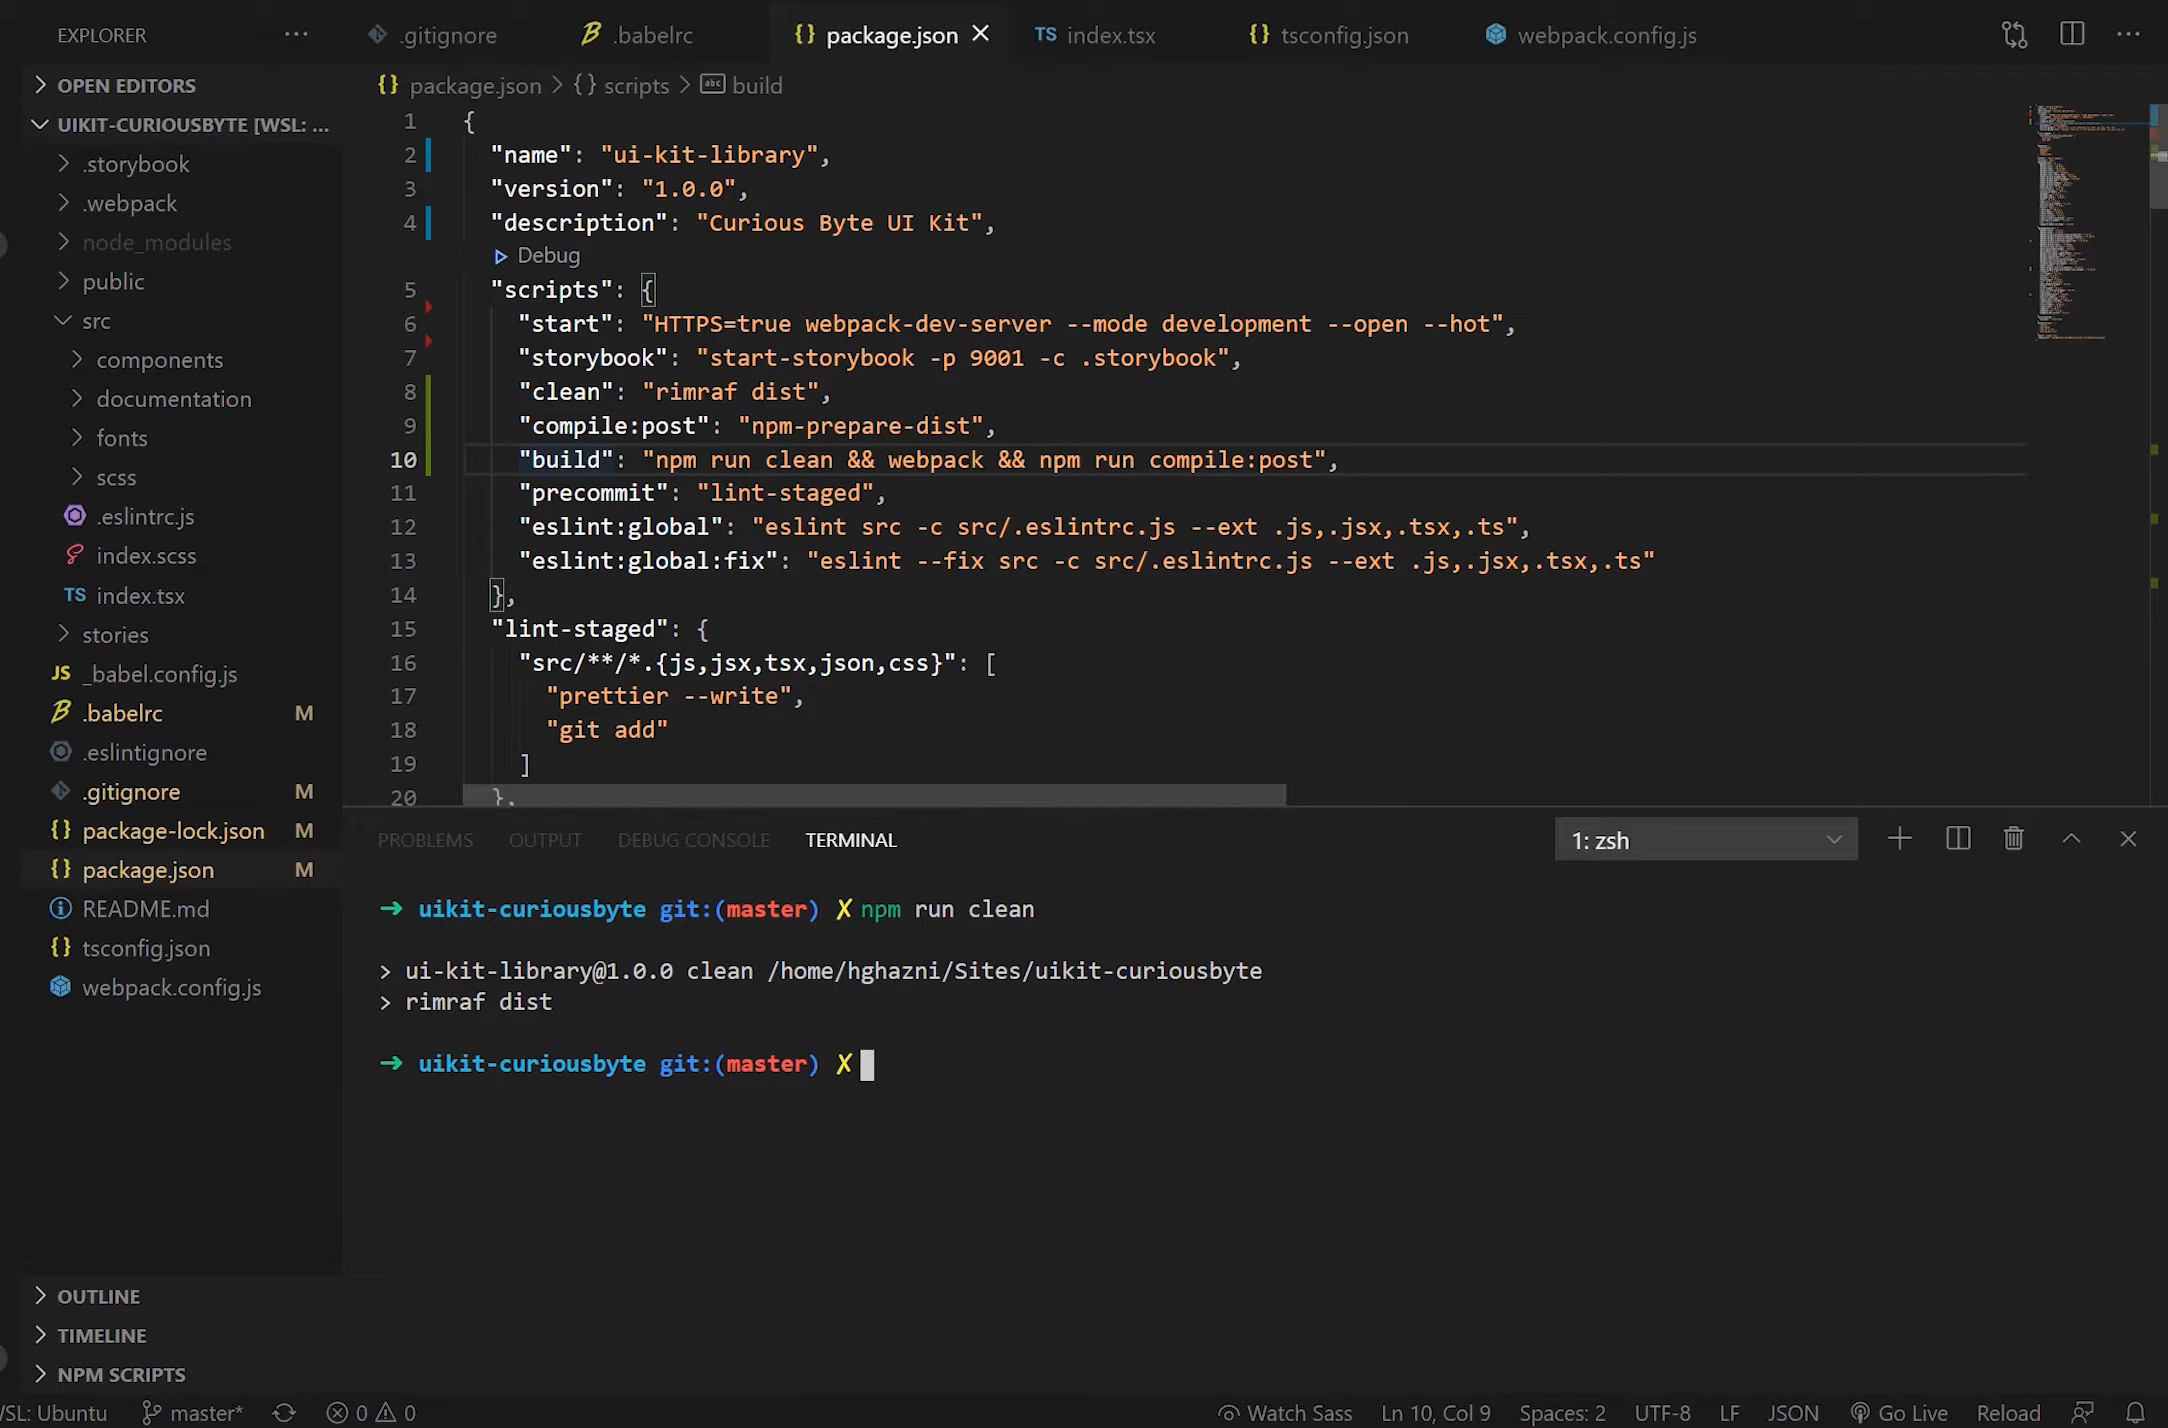 EXPLORER
.gitignore
.babelrc
package.json
TS index.tsx
tsconfig.json
webpack.config.js
OPEN EDITORS
UIKIT-CURIOUSBYTE [WSL: ...
.storybook
.webpack
node_modules
public
src
components
documentation
fonts
scss
.eslintrc.js
index.scss
TS index.tsx
stories
JS _babel.config.js
.babelrc M
.eslintignore
.gitignore M
{} package-lock.json M
{} package.json M
README.md
{} tsconfig.json
webpack.config.js
OUTLINE
TIMELINE
NPM SCRIPTS
{} package.json > {} scripts > abc build
1 {
2 "name": "ui-kit-library",
3 "version": "1.0.0",
4 "description": "Curious Byte UI Kit",
Debug
5 "scripts": {
6 "start": "HTTPS=true webpack-dev-server --mode development --open --hot",
7 "storybook": "start-storybook -p 9001 -c .storybook",
8 "clean": "rimraf dist",
9 "compile:post": "npm-prepare-dist",
10 "build": "npm run clean && webpack && npm run compile:post",
11 "precommit": "lint-staged",
12 "eslint:global": "eslint src -c src/.eslintrc.js --ext .js,.jsx,.tsx,.ts",
13 "eslint:global:fix": "eslint --fix src -c src/.eslintrc.js --ext .js,.jsx,.tsx,.ts"
14 },
15 "lint-staged": {
16 "src/**/*.{js,jsx,tsx,json,css}": [
17 "prettier --write",
18 "git add"
19 ]
20 },
PROBLEMS OUTPUT DEBUG CONSOLE TERMINAL
1: zsh
→ uikit-curiousbyte git:(master) ✗ npm run clean
> ui-kit-library@1.0.0 clean /home/hghazni/Sites/uikit-curiousbyte
> rimraf dist
→ uikit-curiousbyte git:(master) ✗
WSL: Ubuntu master* 0 0 Watch Sass Ln 10, Col 9 Spaces: 2 UTF-8 LF JSON Go Live Reload